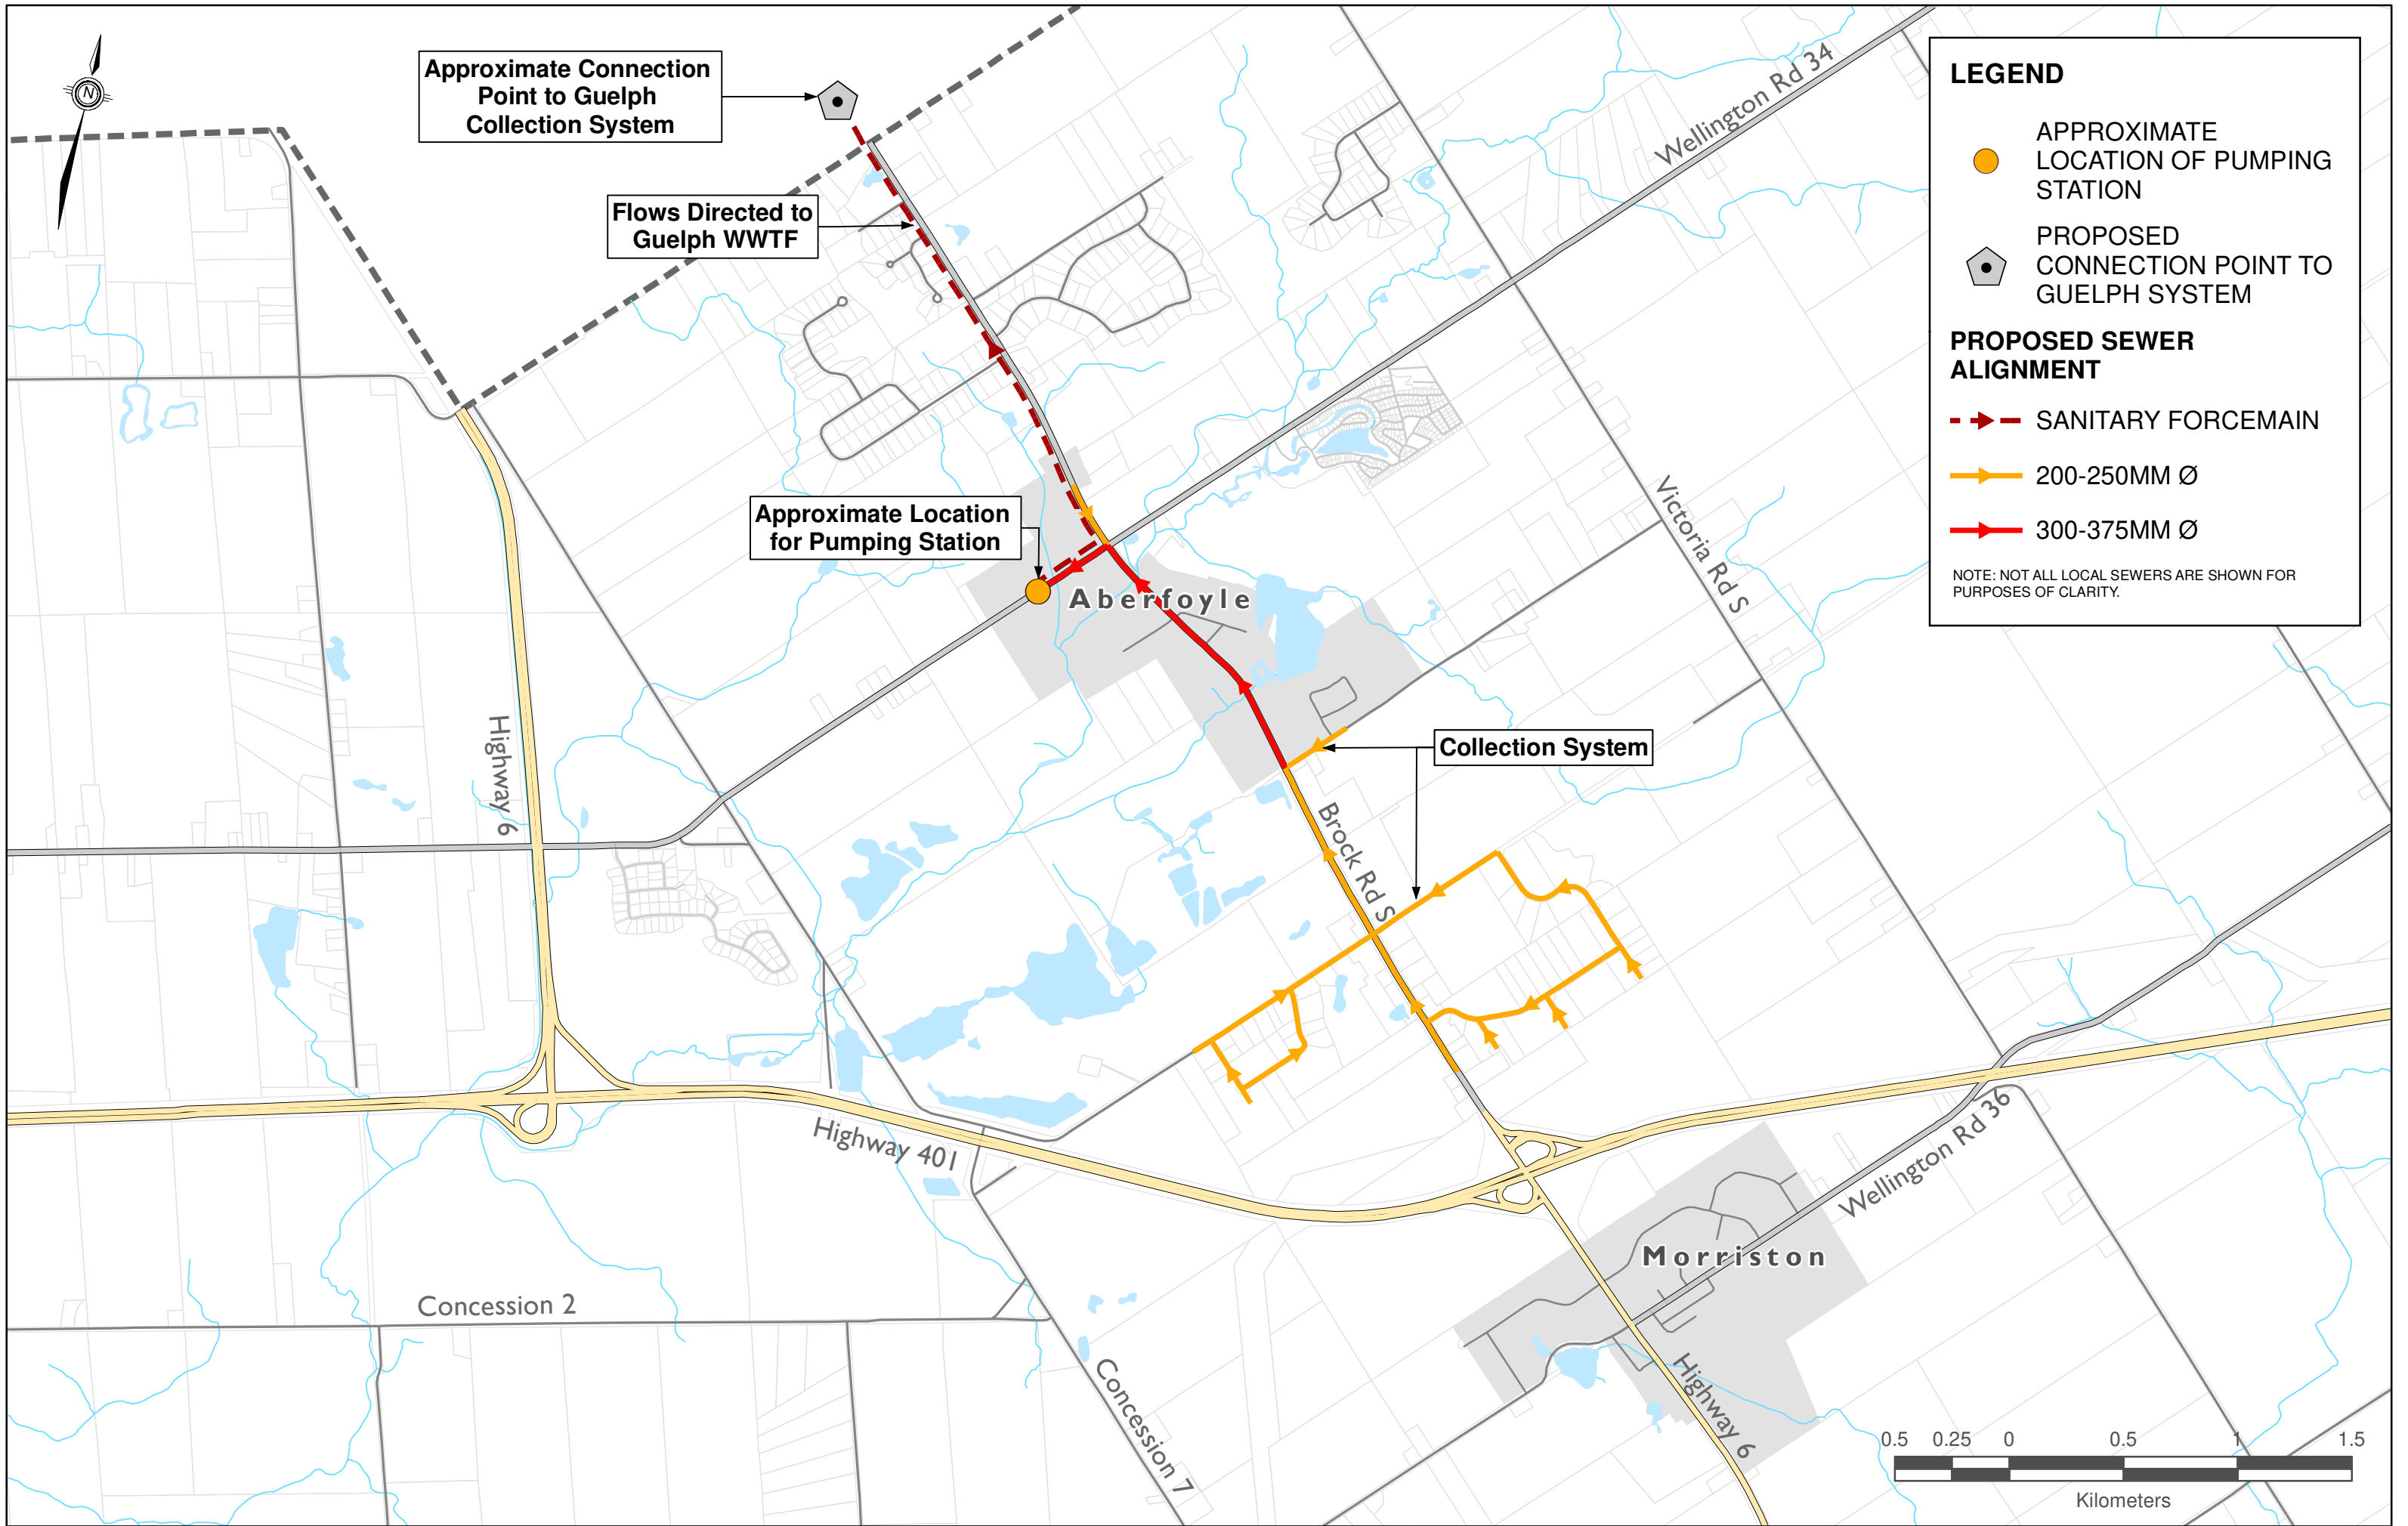 Approximate Connection
Point to Guelph
Collection System
N
Flows Directed to
Guelph WWTF
Wellington Rd 34
LEGEND
APPROXIMATE
LOCATION OF PUMPING
STATION
PROPOSED
CONNECTION POINT TO
GUELPH SYSTEM
PROPOSED SEWER
ALIGNMENT
SANITARY FORCEMAIN
200-250MM Ø
300-375MM Ø
NOTE: NOT ALL LOCAL SEWERS ARE SHOWN FOR
PURPOSES OF CLARITY.
Approximate Location
for Pumping Station
Aberfoyle
Victoria Rd S
Highway 6
Collection System
Brock Rd S
Highway 401
Wellington Rd 36
Morriston
Concession 2
Concession 7
Highway 6
0.5 0.25 0 0.5 1 1.5
Kilometers